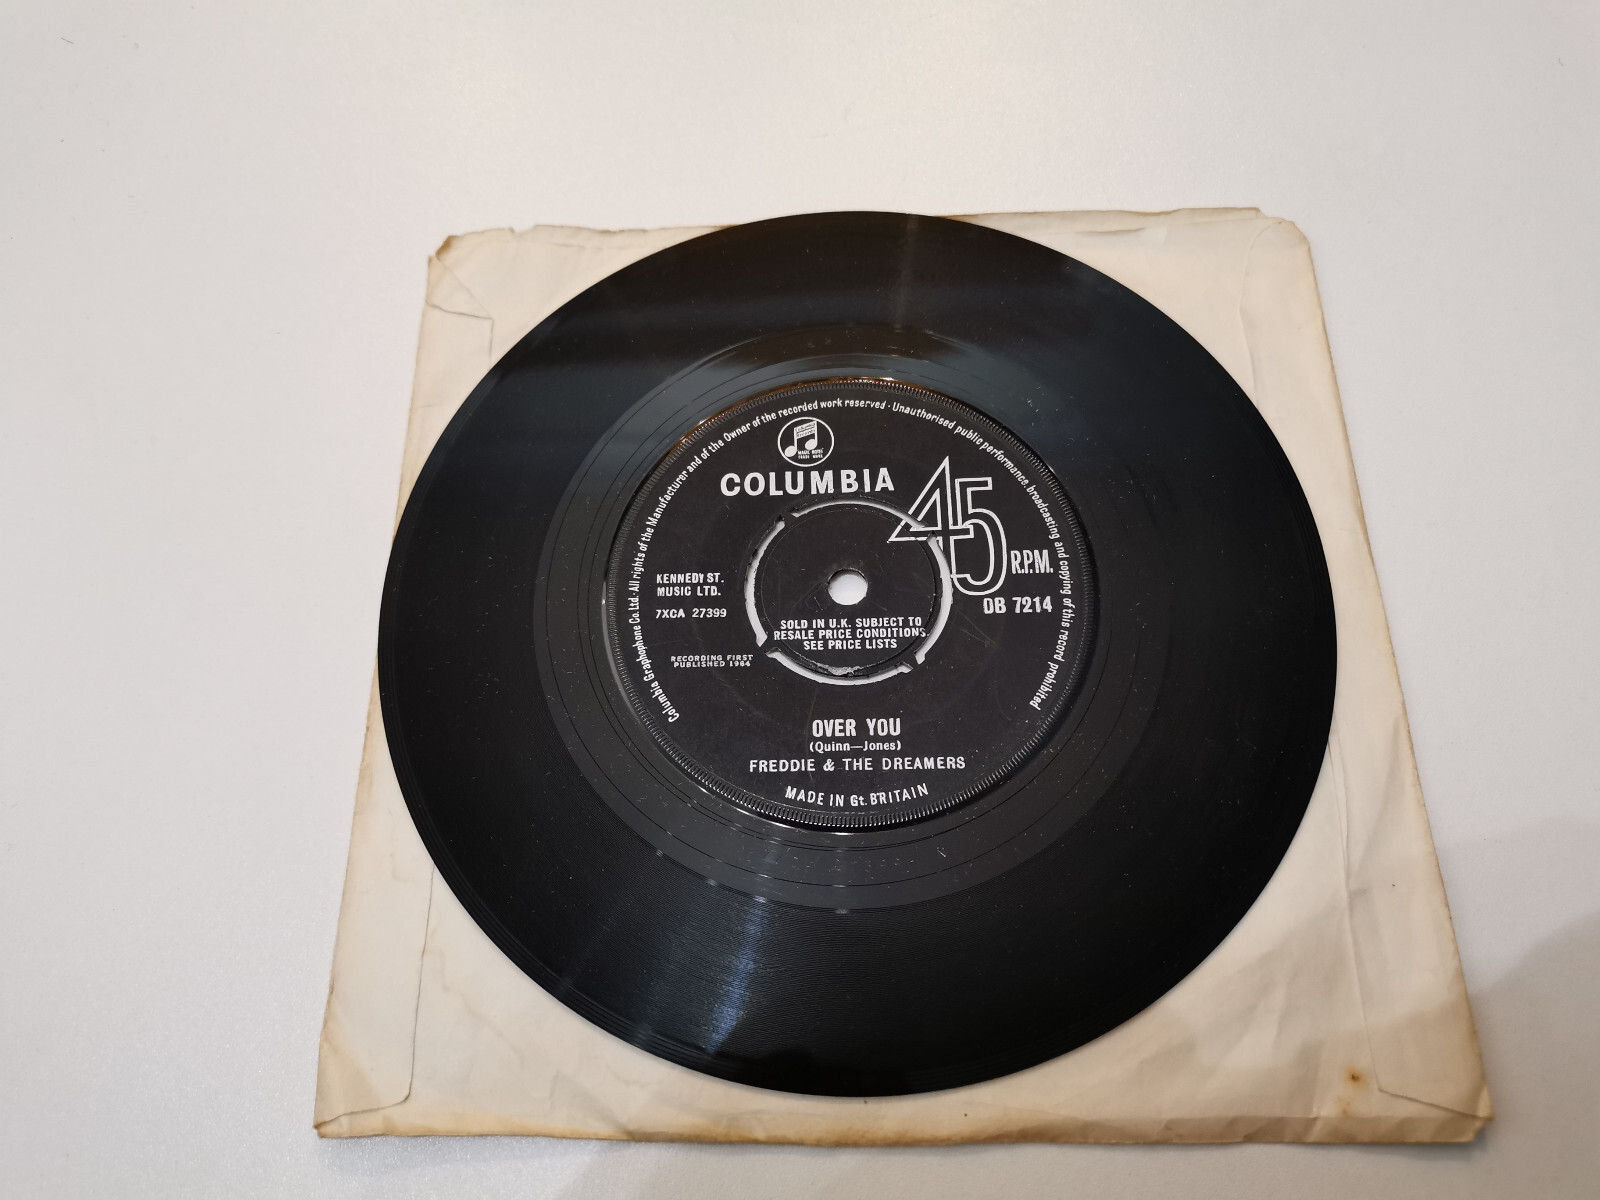 Columbia Graphophone Co.Ltd.·All rights of the Manufacturer and of the Owner of the recorded work reserved·Unauthorised public performance, broadcasting and copying of this record prohibited
MAGIC NOTES
TRADE MARK
COLUMBIA
45
R.P.M.
KENNEDY ST.
MUSIC LTD.
DB 7214
7XCA 27399
SOLD IN U.K. SUBJECT TO
RESALE PRICE CONDITIONS.
SEE PRICE LISTS
RECORDING FIRST
PUBLISHED 1964
OVER YOU
(Quinn—Jones)
FREDDIE & THE DREAMERS
MADE IN Gt. BRITAIN